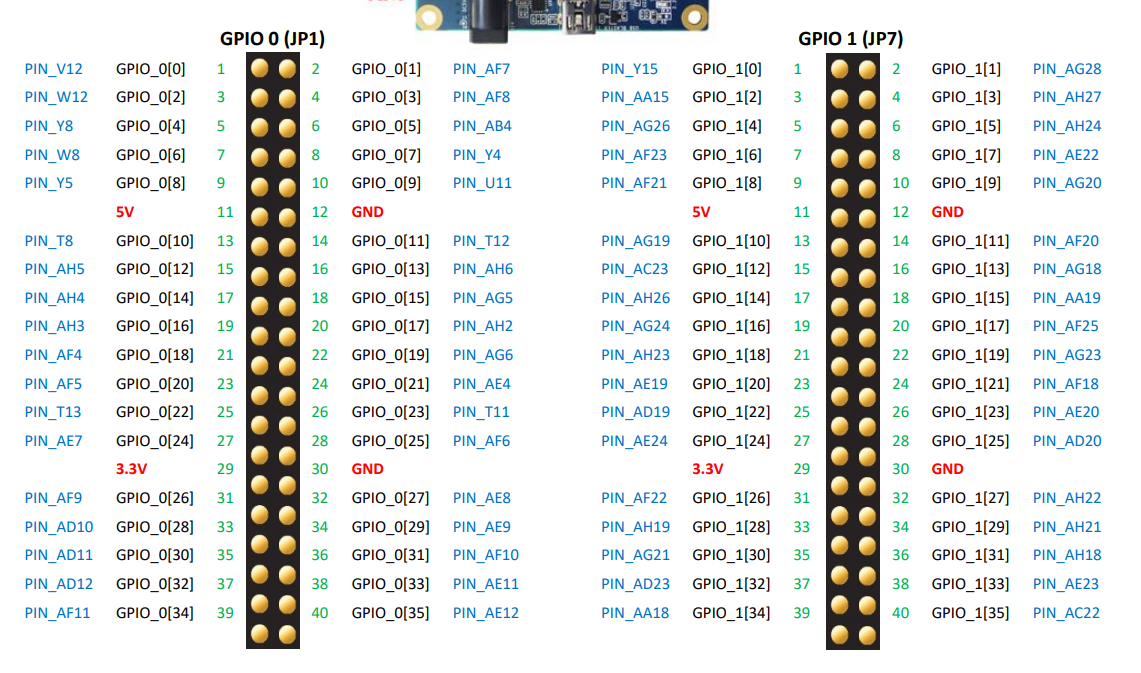 GPIO 0 (JP1) GPIO 1 (JP7)
PIN_V12 GPIO_0[0] 1 2 GPIO_0[1] PIN_AF7 PIN_Y15 GPIO_1[0] 1 2 GPIO_1[1] PIN_AG28
PIN_W12 GPIO_0[2] 3 4 GPIO_0[3] PIN_AF8 PIN_AA15 GPIO_1[2] 3 4 GPIO_1[3] PIN_AH27
PIN_Y8 GPIO_0[4] 5 6 GPIO_0[5] PIN_AB4 PIN_AG26 GPIO_1[4] 5 6 GPIO_1[5] PIN_AH24
PIN_W8 GPIO_0[6] 7 8 GPIO_0[7] PIN_Y4 PIN_AF23 GPIO_1[6] 7 8 GPIO_1[7] PIN_AE22
PIN_Y5 GPIO_0[8] 9 10 GPIO_0[9] PIN_U11 PIN_AF21 GPIO_1[8] 9 10 GPIO_1[9] PIN_AG20
5V 11 12 GND 5V 11 12 GND
PIN_T8 GPIO_0[10] 13 14 GPIO_0[11] PIN_T12 PIN_AG19 GPIO_1[10] 13 14 GPIO_1[11] PIN_AF20
PIN_AH5 GPIO_0[12] 15 16 GPIO_0[13] PIN_AH6 PIN_AC23 GPIO_1[12] 15 16 GPIO_1[13] PIN_AG18
PIN_AH4 GPIO_0[14] 17 18 GPIO_0[15] PIN_AG5 PIN_AH26 GPIO_1[14] 17 18 GPIO_1[15] PIN_AA19
PIN_AH3 GPIO_0[16] 19 20 GPIO_0[17] PIN_AH2 PIN_AG24 GPIO_1[16] 19 20 GPIO_1[17] PIN_AF25
PIN_AF4 GPIO_0[18] 21 22 GPIO_0[19] PIN_AG6 PIN_AH23 GPIO_1[18] 21 22 GPIO_1[19] PIN_AG23
PIN_AF5 GPIO_0[20] 23 24 GPIO_0[21] PIN_AE4 PIN_AE19 GPIO_1[20] 23 24 GPIO_1[21] PIN_AF18
PIN_T13 GPIO_0[22] 25 26 GPIO_0[23] PIN_T11 PIN_AD19 GPIO_1[22] 25 26 GPIO_1[23] PIN_AE20
PIN_AE7 GPIO_0[24] 27 28 GPIO_0[25] PIN_AF6 PIN_AE24 GPIO_1[24] 27 28 GPIO_1[25] PIN_AD20
3.3V 29 30 GND 3.3V 29 30 GND
PIN_AF9 GPIO_0[26] 31 32 GPIO_0[27] PIN_AE8 PIN_AF22 GPIO_1[26] 31 32 GPIO_1[27] PIN_AH22
PIN_AD10 GPIO_0[28] 33 34 GPIO_0[29] PIN_AE9 PIN_AH19 GPIO_1[28] 33 34 GPIO_1[29] PIN_AH21
PIN_AD11 GPIO_0[30] 35 36 GPIO_0[31] PIN_AF10 PIN_AG21 GPIO_1[30] 35 36 GPIO_1[31] PIN_AH18
PIN_AD12 GPIO_0[32] 37 38 GPIO_0[33] PIN_AE11 PIN_AD23 GPIO_1[32] 37 38 GPIO_1[33] PIN_AE23
PIN_AF11 GPIO_0[34] 39 40 GPIO_0[35] PIN_AE12 PIN_AA18 GPIO_1[34] 39 40 GPIO_1[35] PIN_AC22